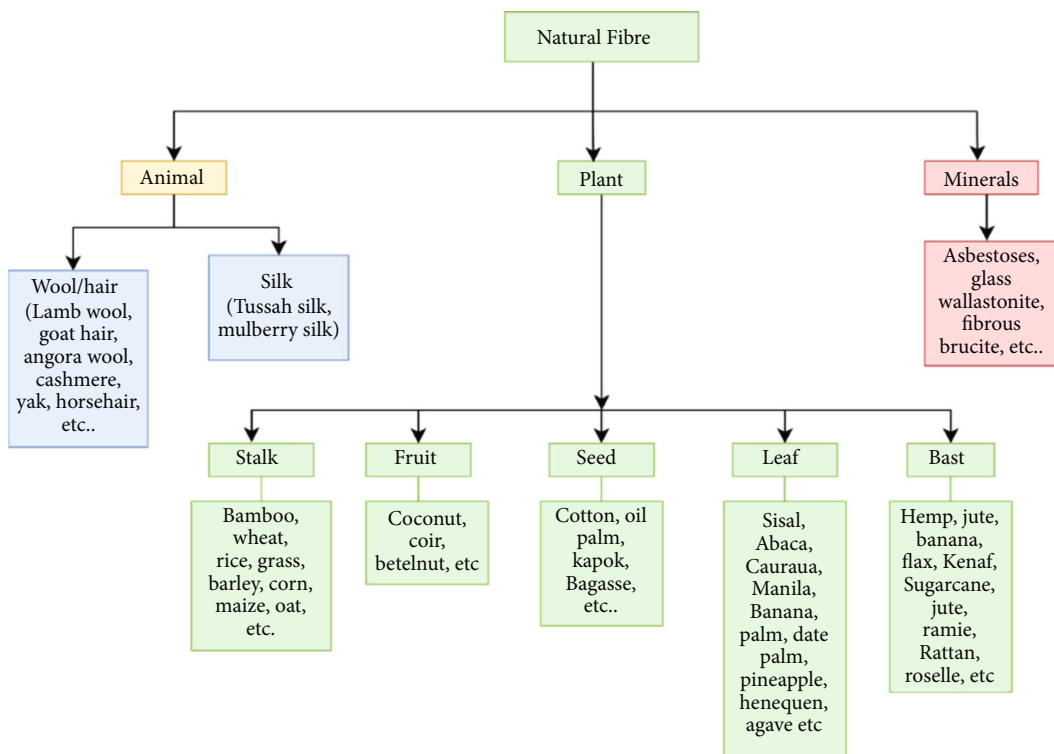 Natural Fibre
Animal
Plant
Minerals
Wool/hair
(Lamb wool,
goat hair,
angora wool,
cashmere,
yak, horsehair,
etc..
Silk
(Tussah silk,
mulberry silk)
Asbestoses,
glass
wallastonite,
fibrous
brucite, etc..
Stalk
Fruit
Seed
Leaf
Bast
Bamboo,
wheat,
rice, grass,
barley, corn,
maize, oat,
etc.
Coconut,
coir,
betelnut, etc
Cotton, oil
palm,
kapok,
Bagasse,
etc..
Sisal,
Abaca,
Cauraua,
Manila,
Banana,
palm, date
palm,
pineapple,
henequen,
agave etc
Hemp, jute,
banana,
flax, Kenaf,
Sugarcane,
jute,
ramie,
Rattan,
roselle, etc